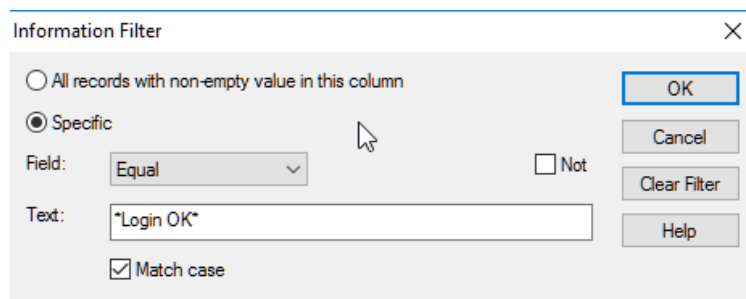 Information Filter
All records with non-empty value in this column
OK
Specific
Cancel
Field:
Equal
Not
Clear Filter
Text:
*Login OK*
Help
Match case